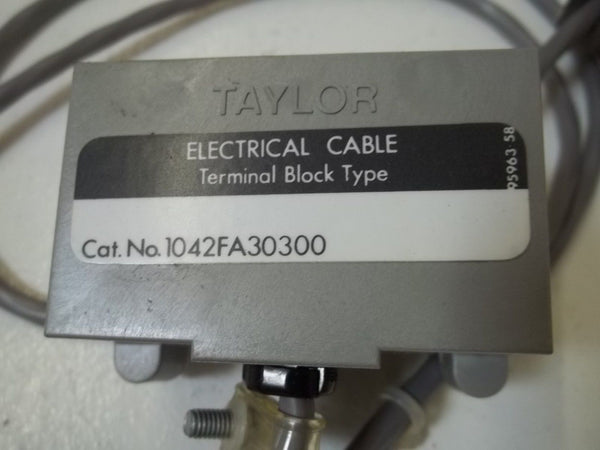 TAYLOR
ELECTRICAL CABLE
Terminal Block Type
95963 58
Cat. No. 1042FA30300